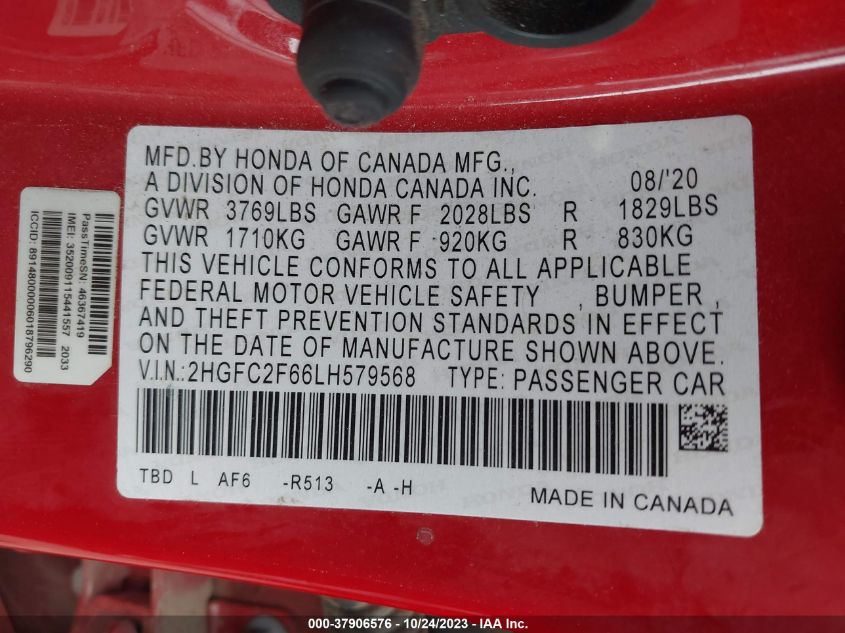 MFD.BY HONDA OF CANADA MFG.,
A DIVISION OF HONDA CANADA INC. 08/'20
GVWR 3769LBS GAWR F 2028LBS R 1829LBS
GVWR 1710KG GAWR F 920KG R 830KG
THIS VEHICLE CONFORMS TO ALL APPLICABLE
FEDERAL MOTOR VEHICLE SAFETY , BUMPER ,
AND THEFT PREVENTION STANDARDS IN EFFECT
ON THE DATE OF MANUFACTURE SHOWN ABOVE.
V.I.N.:2HGFC2F66LH579568 TYPE: PASSENGER CAR
TBD L AF6 -R513 -A -H
MADE IN CANADA
PassTimeSN: 46367419
IMEI: 352009115441557 2033
ICCID: 89148000006018796290
000-37906576 - 10/24/2023 - IAA Inc.